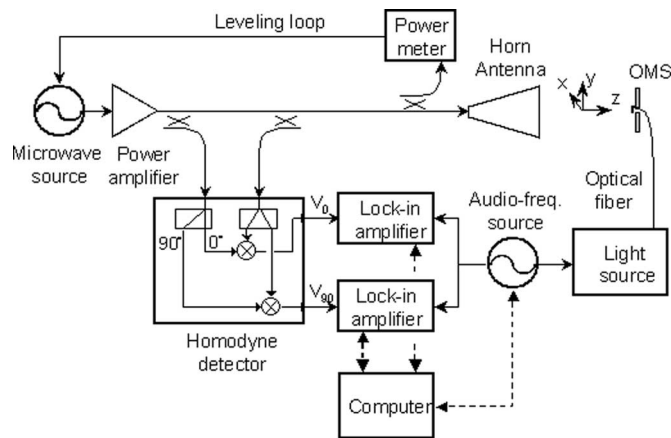 Leveling loop
Power
meter
Horn
Antenna
OMS
x
y
z
Microwave
source
Power
amplifier
Optical
fiber
Audio-freq.
source
90°
0°
V0
Lock-in
amplifier
Light
source
V90
Lock-in
amplifier
Homodyne
detector
Computer